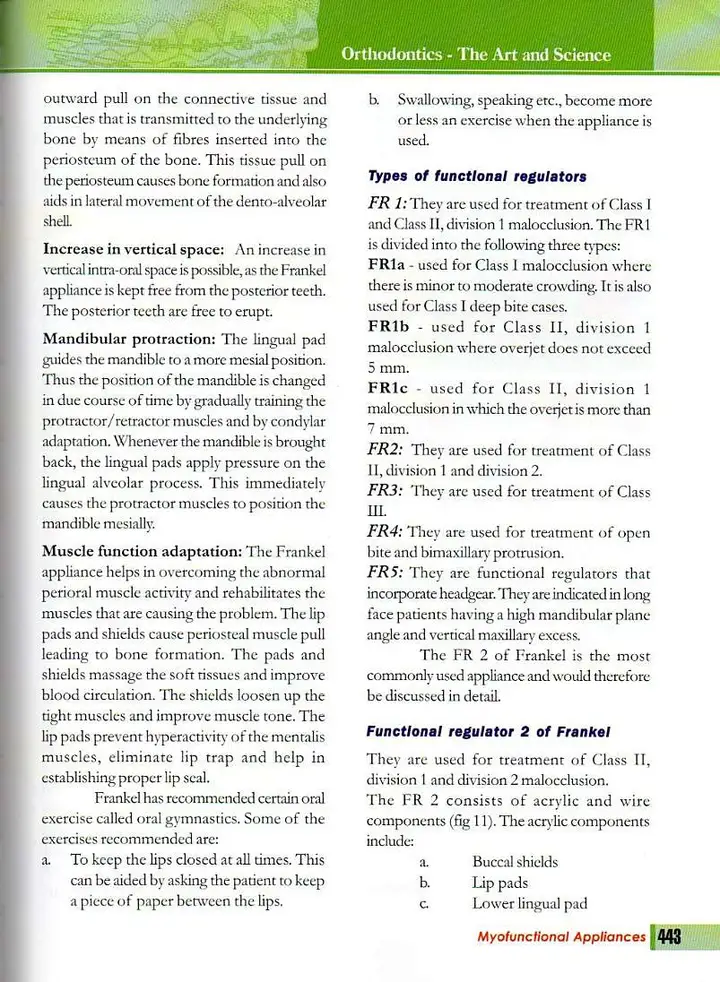 Orthodontics - The Art and Science
outward pull on the connective tissue and
muscles that is transmitted to the underlying
bone by means of fibres inserted into the
periosteum of the bone. This tissue pull on
the periosteum causes bone formation and also
aids in lateral movement of the dento-alveolar
shell.
Increase in vertical space: An increase in
vertical intra-oral space is possible, as the Frankel
appliance is kept free from the posterior teeth.
The posterior teeth are free to erupt.
Mandibular protraction: The lingual pad
guides the mandible to a more mesial position.
Thus the position of the mandible is changed
in due course of time by gradually training the
protractor/retractor muscles and by condylar
adaptation. Whenever the mandible is brought
back, the lingual pads apply pressure on the
lingual alveolar process. This immediately
causes the protractor muscles to position the
mandible mesially.
Muscle function adaptation: The Frankel
appliance helps in overcoming the abnormal
perioral muscle activity and rehabilitates the
muscles that are causing the problem. The lip
pads and shields cause periosteal muscle pull
leading to bone formation. The pads and
shields massage the soft tissues and improve
blood circulation. The shields loosen up the
tight muscles and improve muscle tone. The
lip pads prevent hyperactivity of the mentalis
muscles, eliminate lip trap and help in
establishing proper lip seal.
Frankel has recommended certain oral
exercise called oral gymnastics. Some of the
exercises recommended are:
a. To keep the lips closed at all times. This
can be aided by asking the patient to keep
a piece of paper between the lips.
b. Swallowing, speaking etc., become more
or less an exercise when the appliance is
used.
Types of functional regulators
FR 1: They are used for treatment of Class I
and Class II, division 1 malocclusion. The FR1
is divided into the following three types:
FR1a - used for Class I malocclusion where
there is minor to moderate crowding. It is also
used for Class I deep bite cases.
FR1b - used for Class II, division 1
malocclusion where overjet does not exceed
5 mm.
FR1c - used for Class II, division 1
malocclusion in which the overjet is more than
7 mm.
FR2: They are used for treatment of Class
II, division 1 and division 2.
FR3: They are used for treatment of Class
III.
FR4: They are used for treatment of open
bite and bimaxillary protrusion.
FR5: They are functional regulators that
incorporate headgear. They are indicated in long
face patients having a high mandibular plane
angle and vertical maxillary excess.
The FR 2 of Frankel is the most
commonly used appliance and would therefore
be discussed in detail.
Functional regulator 2 of Frankel
They are used for treatment of Class II,
division 1 and division 2 malocclusion.
The FR 2 consists of acrylic and wire
components (fig 11). The acrylic components
include:
a. Buccal shields
b. Lip pads
c. Lower lingual pad
Myofunctional Appliances 443